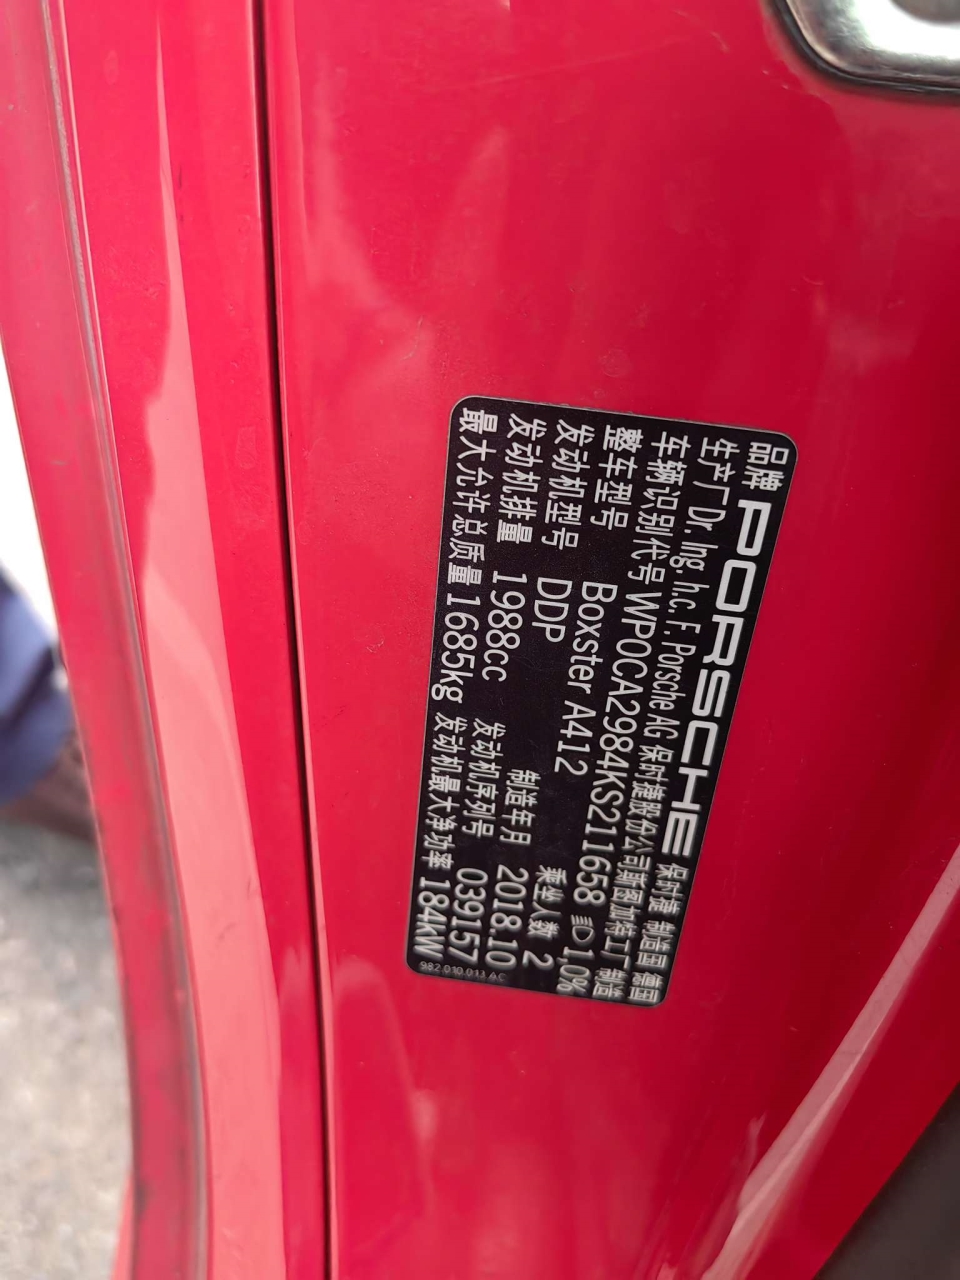 品牌 PORSCHE 保时捷 制造国 德国
生产厂Dr. Ing. h.c. F. Porsche AG 保时捷股份公司斯图加特工厂制造
车辆识别代号 WP0CA2984KS211658 1,0%
整车型号 Boxster A412 乘坐人数 2
发动机型号 DDP 制造年月 2018.10
发动机排量 1988cc 发动机序列号 039157
最大允许总质量 1685kg 发动机最大净功率 184kW
982.010.013.AC